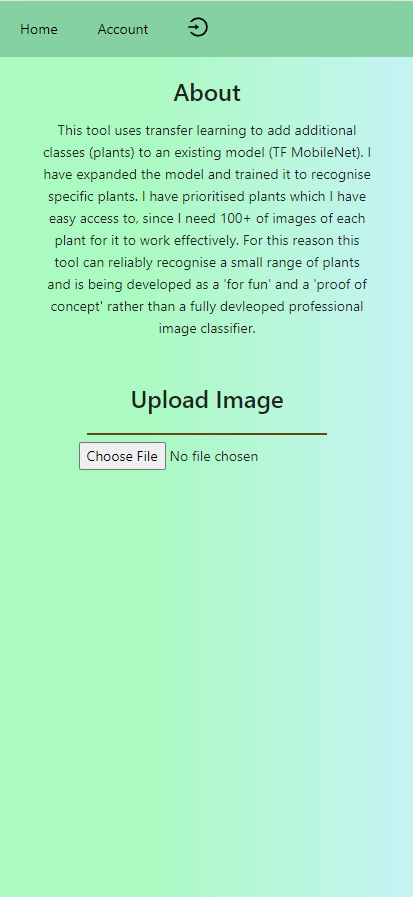 Home Account
About
This tool uses transfer learning to add additional
classes (plants) to an existing model (TF MobileNet). I
have expanded the model and trained it to recognise
specific plants. I have prioritised plants which I have
easy access to, since I need 100+ of images of each
plant for it to work effectively. For this reason this
tool can reliably recognise a small range of plants
and is being developed as a 'for fun' and a 'proof of
concept' rather than a fully devleoped professional
image classifier.
Upload Image
Choose File No file chosen